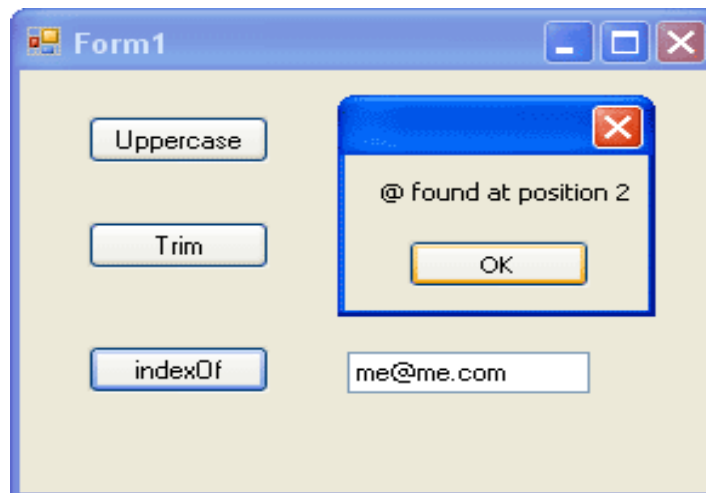 Form1
Uppercase
@ found at position 2
Trim
OK
indexOf
me@me.com